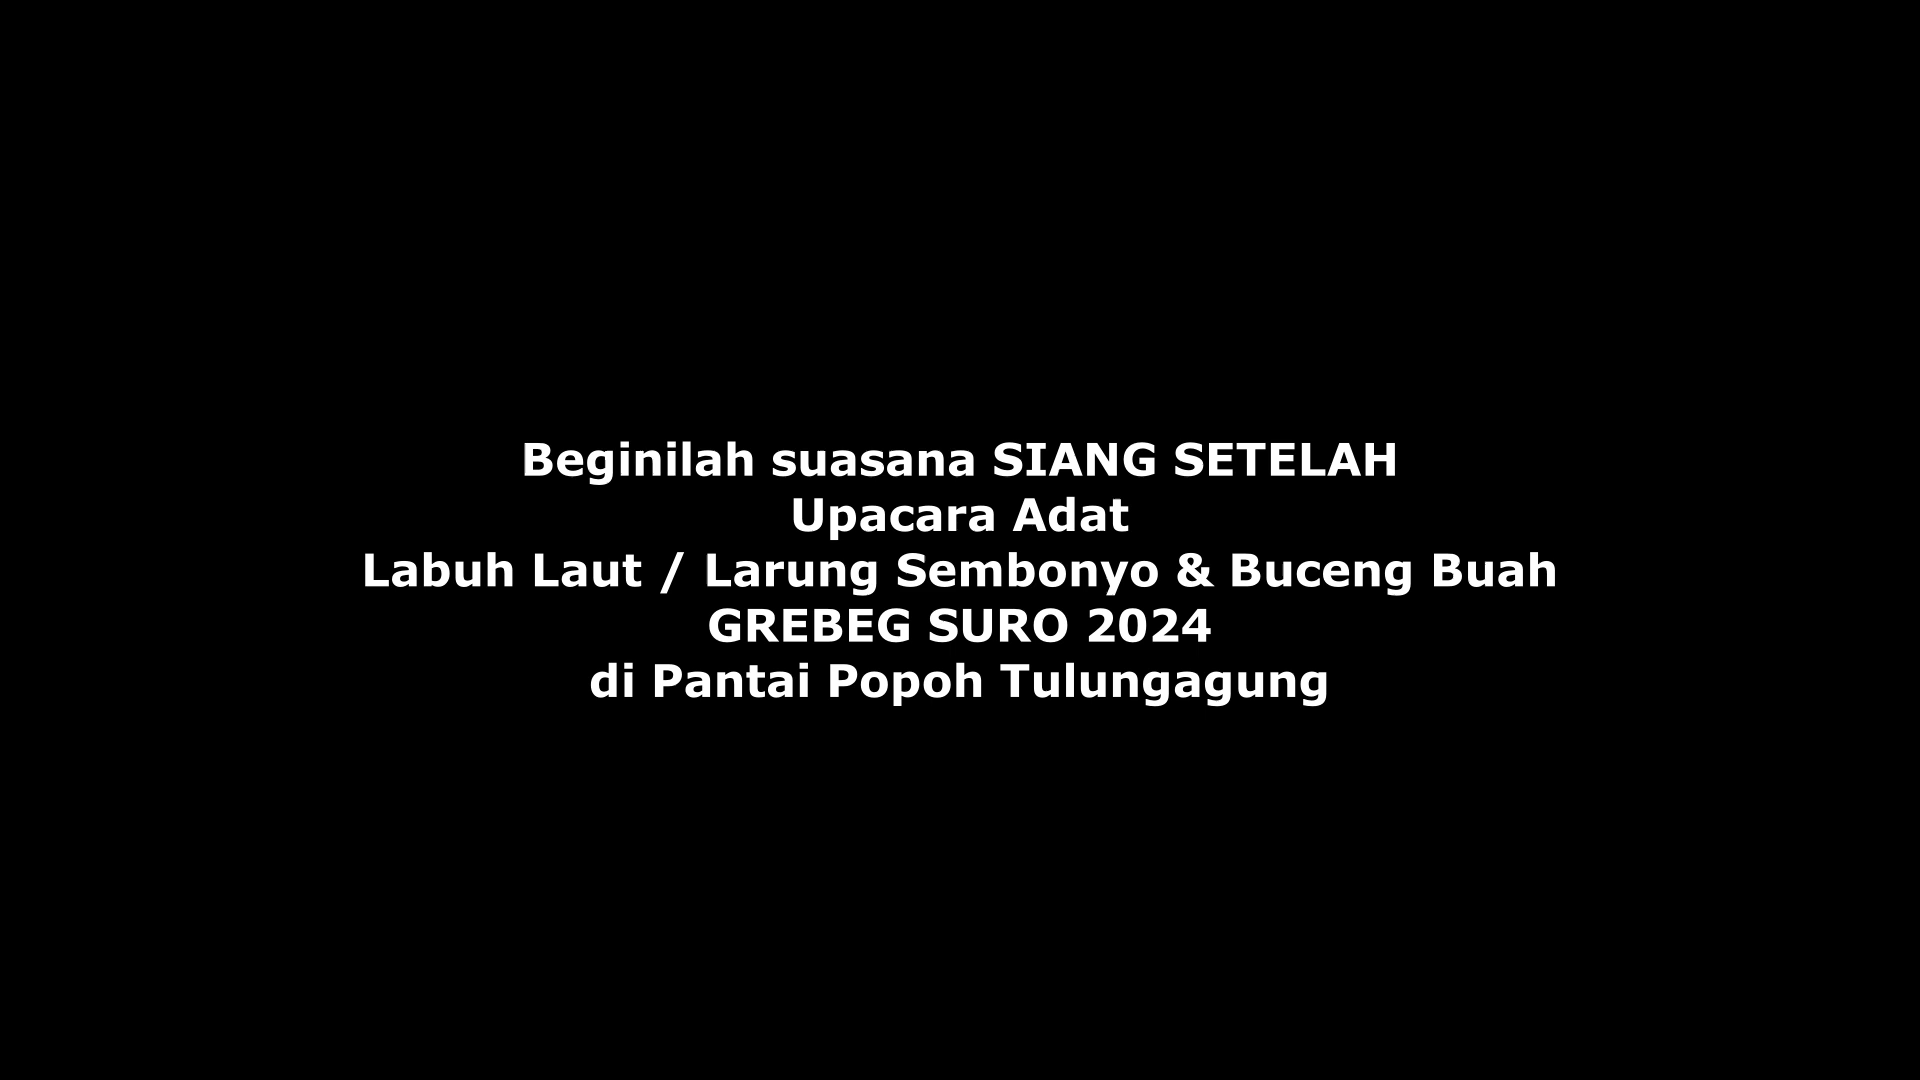 Beginilah suasana SIANG SETELAH
Upacara Adat
Labuh Laut / Larung Sembonyo & Buceng Buah
GREBEG SURO 2024
di Pantai Popoh Tulungagung